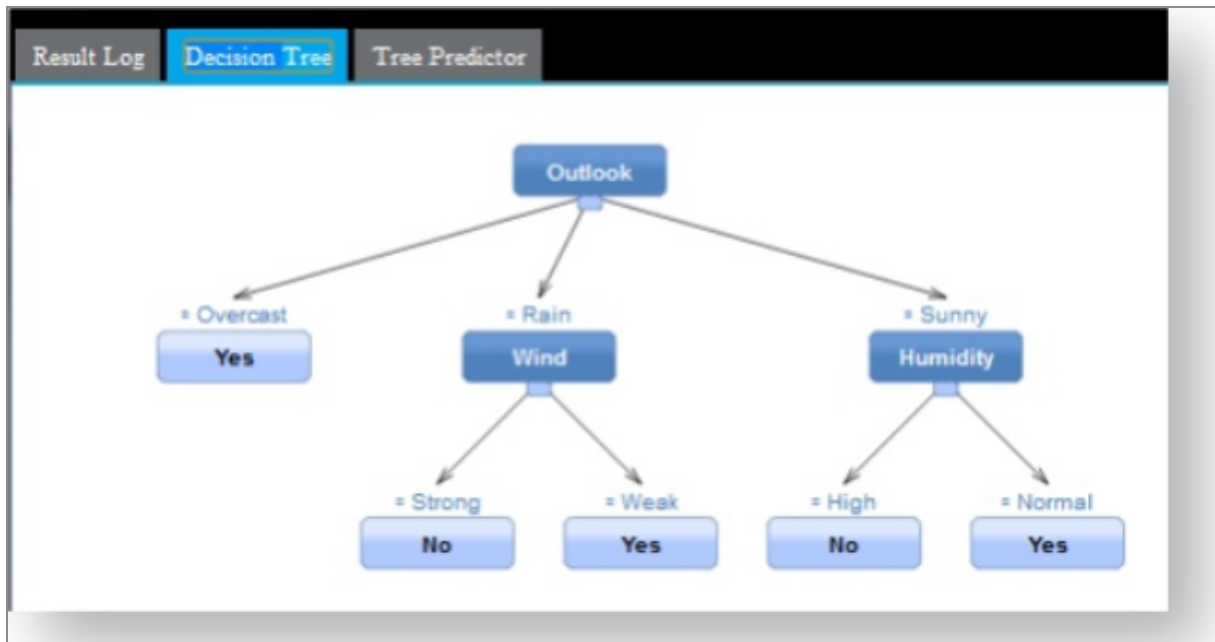 Result Log Decision Tree Tree Predictor
Outlook
= Overcast = Rain = Sunny
Yes Wind Humidity
= Strong = Weak = High = Normal
No Yes No Yes